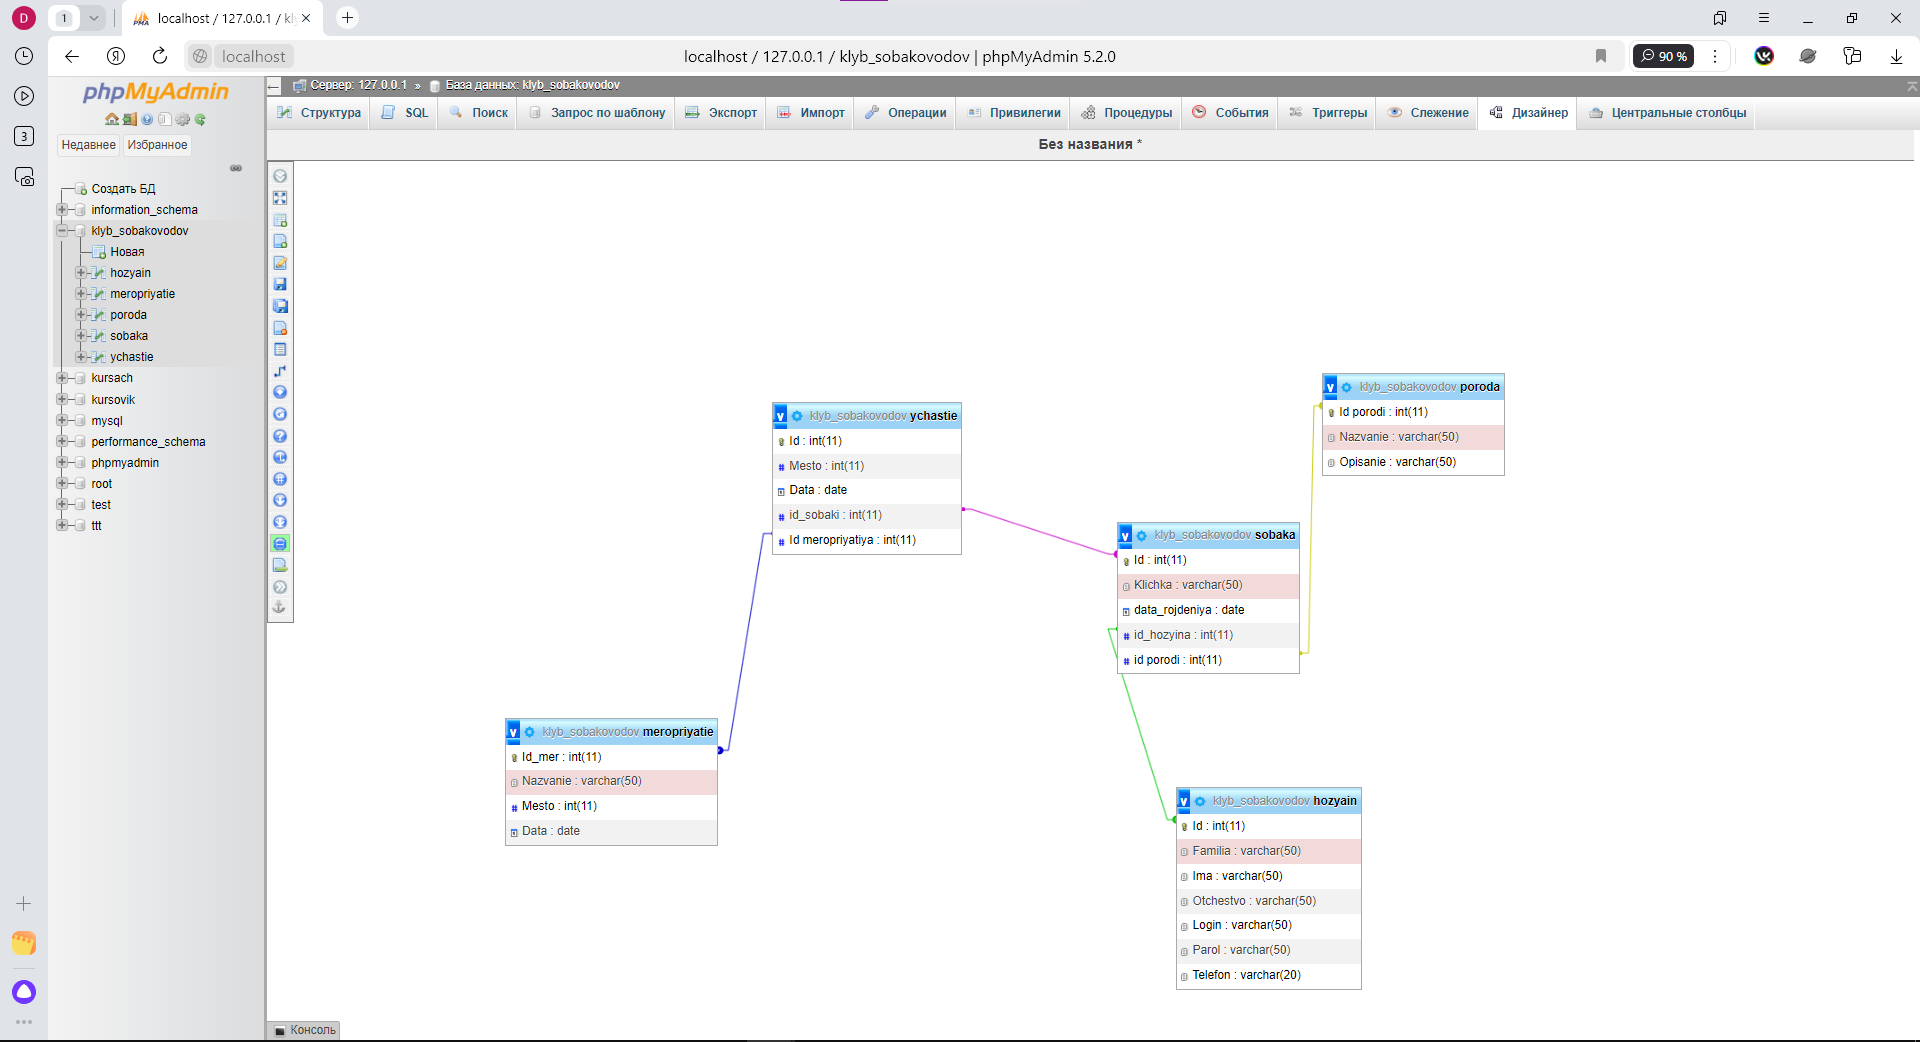 D
1
localhost / 127.0.0.1 / kl
localhost
localhost / 127.0.0.1 / klyb_sobakovodov | phpMyAdmin 5.2.0
90 %
3
phpMyAdmin
Недавнее
Избранное
Создать БД
information_schema
klyb_sobakovodov
Новая
hozyain
meropriyatie
poroda
sobaka
ychastie
kursach
kursovik
mysql
performance_schema
phpmyadmin
root
test
ttt
Сервер: 127.0.0.1 » База данных: klyb_sobakovodov
Структура
SQL
Поиск
Запрос по шаблону
Экспорт
Импорт
Операции
Привилегии
Процедуры
События
Триггеры
Слежение
Дизайнер
Центральные столбцы
Без названия *
klyb_sobakovodov poroda
Id porodi : int(11)
Nazvanie : varchar(50)
Opisanie : varchar(50)
klyb_sobakovodov ychastie
Id : int(11)
Mesto : int(11)
Data : date
id_sobaki : int(11)
Id meropriyatiya : int(11)
klyb_sobakovodov sobaka
Id : int(11)
Klichka : varchar(50)
data_rojdeniya : date
id_hozyina : int(11)
id porodi : int(11)
klyb_sobakovodov meropriyatie
Id_mer : int(11)
Nazvanie : varchar(50)
Mesto : int(11)
Data : date
klyb_sobakovodov hozyain
Id : int(11)
Familia : varchar(50)
Ima : varchar(50)
Otchestvo : varchar(50)
Login : varchar(50)
Parol : varchar(50)
Telefon : varchar(20)
Консоль